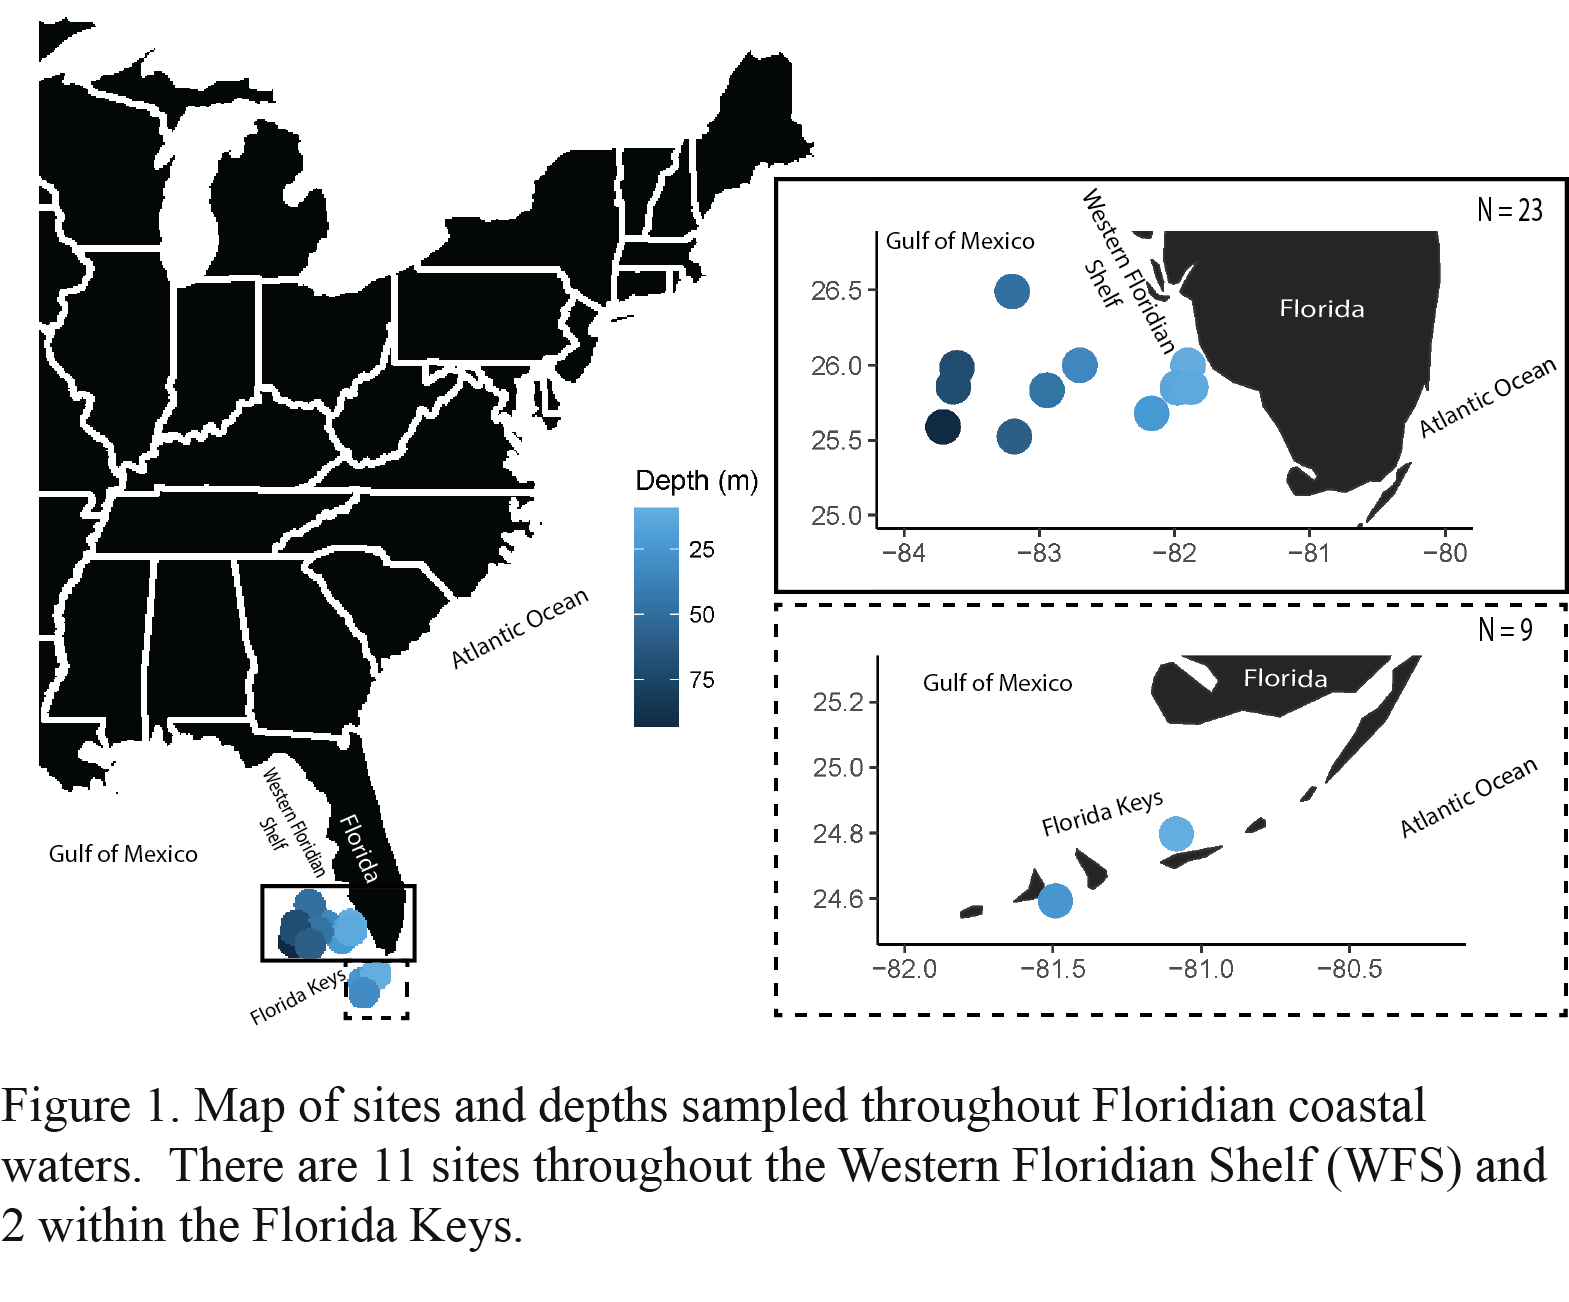 N = 23
Gulf of Mexico
Western Floridian
Shelf
Florida
Atlantic Ocean
26.5
26.0
25.5
25.0
−84
−83
−82
−81
−80
Depth (m)
25
50
75
Atlantic Ocean
N = 9
Gulf of Mexico
Florida
Florida Keys
Atlantic Ocean
25.2
25.0
24.8
24.6
−82.0
−81.5
−81.0
−80.5
Western Floridian
Shelf
Florida
Gulf of Mexico
Florida Keys
Figure 1. Map of sites and depths sampled throughout Floridian coastal
waters.  There are 11 sites throughout the Western Floridian Shelf (WFS) and
2 within the Florida Keys.